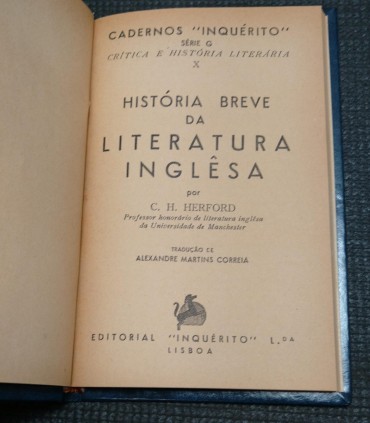 CADERNOS "INQUÉRITO"
SÉRIE G
CRÍTICA E HISTÓRIA LITERÁRIA
X
HISTÓRIA BREVE
DA
LITERATURA
INGLÊSA
por
C. H. HERFORD
Professor honorário de literatura inglêsa
da Universidade de Manchester
TRADUÇÃO DE
ALEXANDRE MARTINS CORREIA
EDITORIAL "INQUÉRITO" L.DA
LISBOA